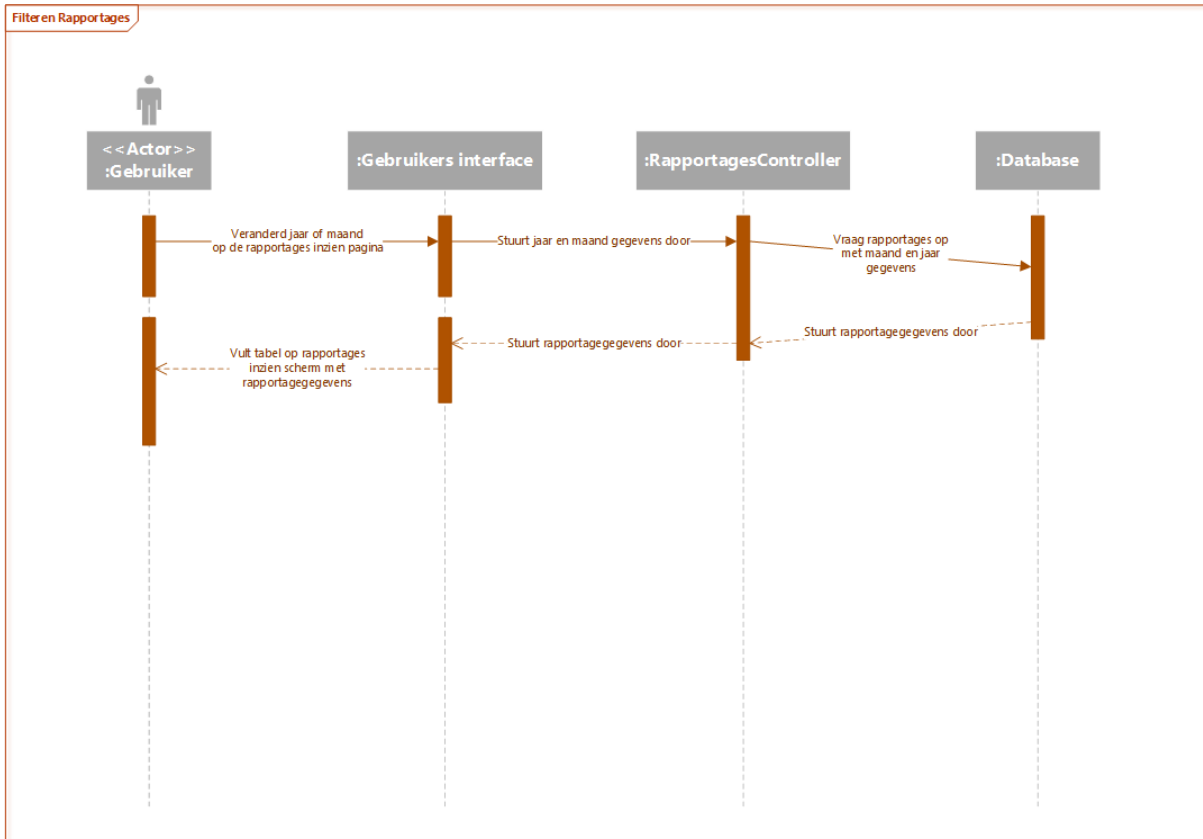 Filteren Rapportages
<<Actor>>
:Gebruiker
:Gebruikers interface
:RapportagesController
:Database
Veranderd jaar of maand
op de rapportages inzien pagina
Stuurt jaar en maand gegevens door
Vraag rapportages op
met maand en jaar
gegevens
Stuurt rapportagegegevens door
Stuurt rapportagegegevens door
Vult tabel op rapportages
inzien scherm met
rapportagegegevens